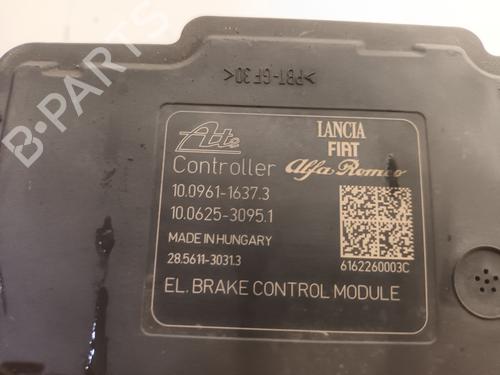 >PBT-GF30<
Ate
LANCIA
FIAT
Alfa Romeo
Controller
10.0961-1637.3
10.0625-3095.1
MADE IN HUNGARY
28.5611-3031.3
6162260003C
EL. BRAKE CONTROL MODULE
B-PARTS